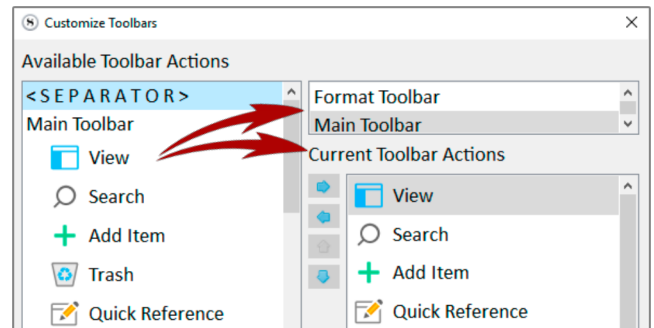 Customize Toolbars
Available Toolbar Actions
<SEPARATOR>
Main Toolbar
View
Search
Add Item
Trash
Quick Reference
Format Toolbar
Main Toolbar
Current Toolbar Actions
View
Search
Add Item
Quick Reference